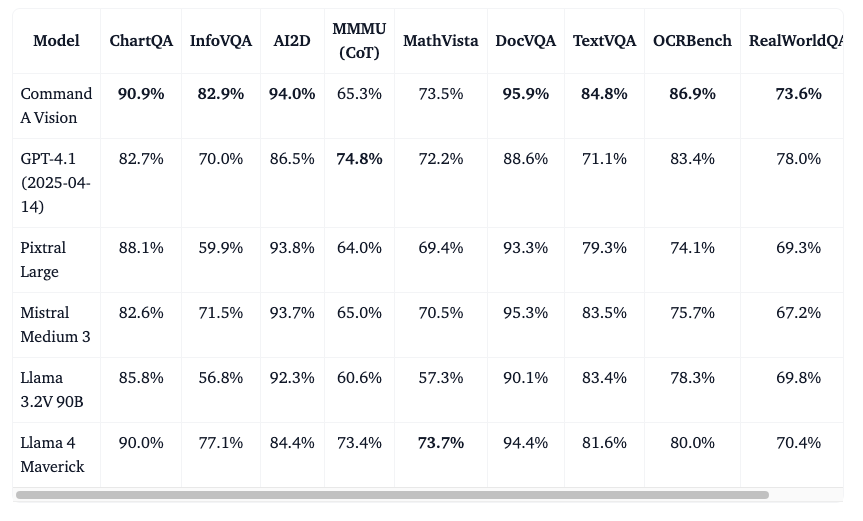 Model ChartQA InfoVQA AI2D MMMU (CoT) MathVista DocVQA TextVQA OCRBench RealWorldQA
Command A Vision 90.9% 82.9% 94.0% 65.3% 73.5% 95.9% 84.8% 86.9% 73.6%
GPT-4.1 (2025-04-14) 82.7% 70.0% 86.5% 74.8% 72.2% 88.6% 71.1% 83.4% 78.0%
Pixtral Large 88.1% 59.9% 93.8% 64.0% 69.4% 93.3% 79.3% 74.1% 69.3%
Mistral Medium 3 82.6% 71.5% 93.7% 65.0% 70.5% 95.3% 83.5% 75.7% 67.2%
Llama 3.2V 90B 85.8% 56.8% 92.3% 60.6% 57.3% 90.1% 83.4% 78.3% 69.8%
Llama 4 Maverick 90.0% 77.1% 84.4% 73.4% 73.7% 94.4% 81.6% 80.0% 70.4%